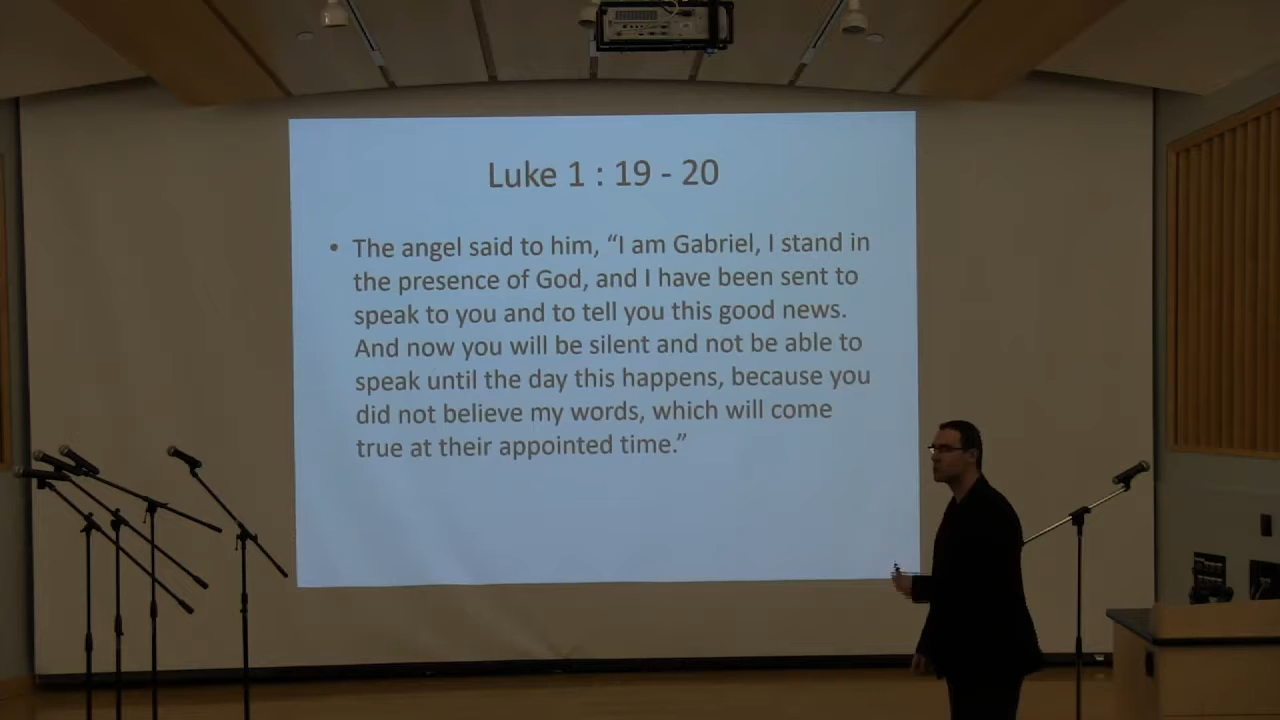 Luke 1 : 19 - 20
• The angel said to him, “I am Gabriel, I stand in
the presence of God, and I have been sent to
speak to you and to tell you this good news.
And now you will be silent and not be able to
speak until the day this happens, because you
did not believe my words, which will come
true at their appointed time.”